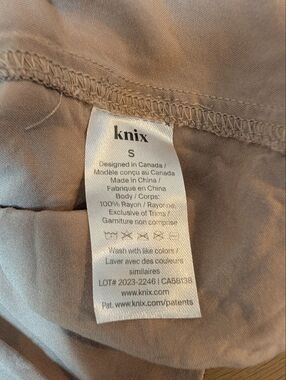 knix
S
Designed in Canada /
Modèle conçu au Canada
Made in China /
Fabriqué en Chine
Body / Corps:
100% Rayon / Rayonne,
Exclusive of Trims /
Garniture non comprise
Wash with like colors /
Laver avec des couleurs
similaires
LOT# 2023-2246 | CA56138
www.knix.com
Pat. www.knix.com/patents